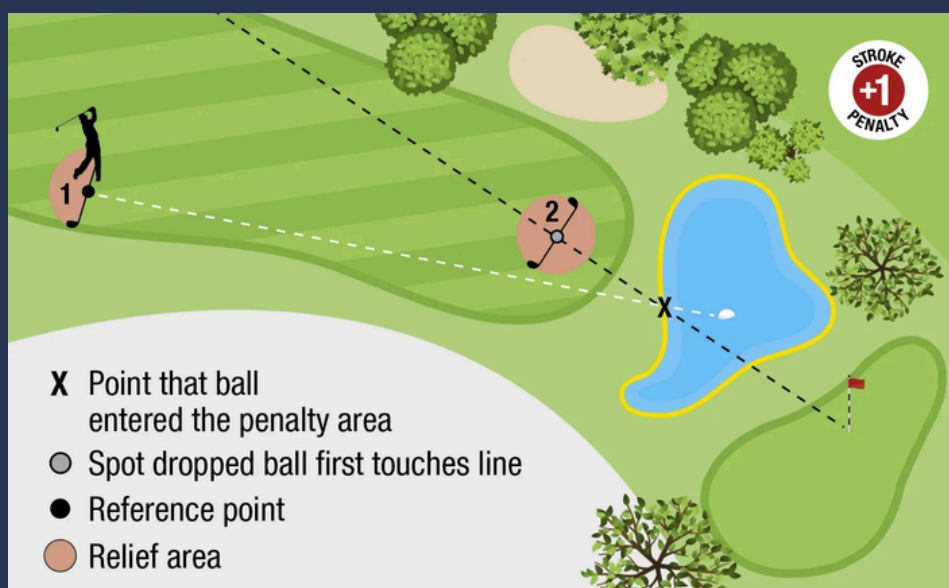 STROKE
+1
PENALTY
1
2
X
X Point that ball
entered the penalty area
Spot dropped ball first touches line
Reference point
Relief area